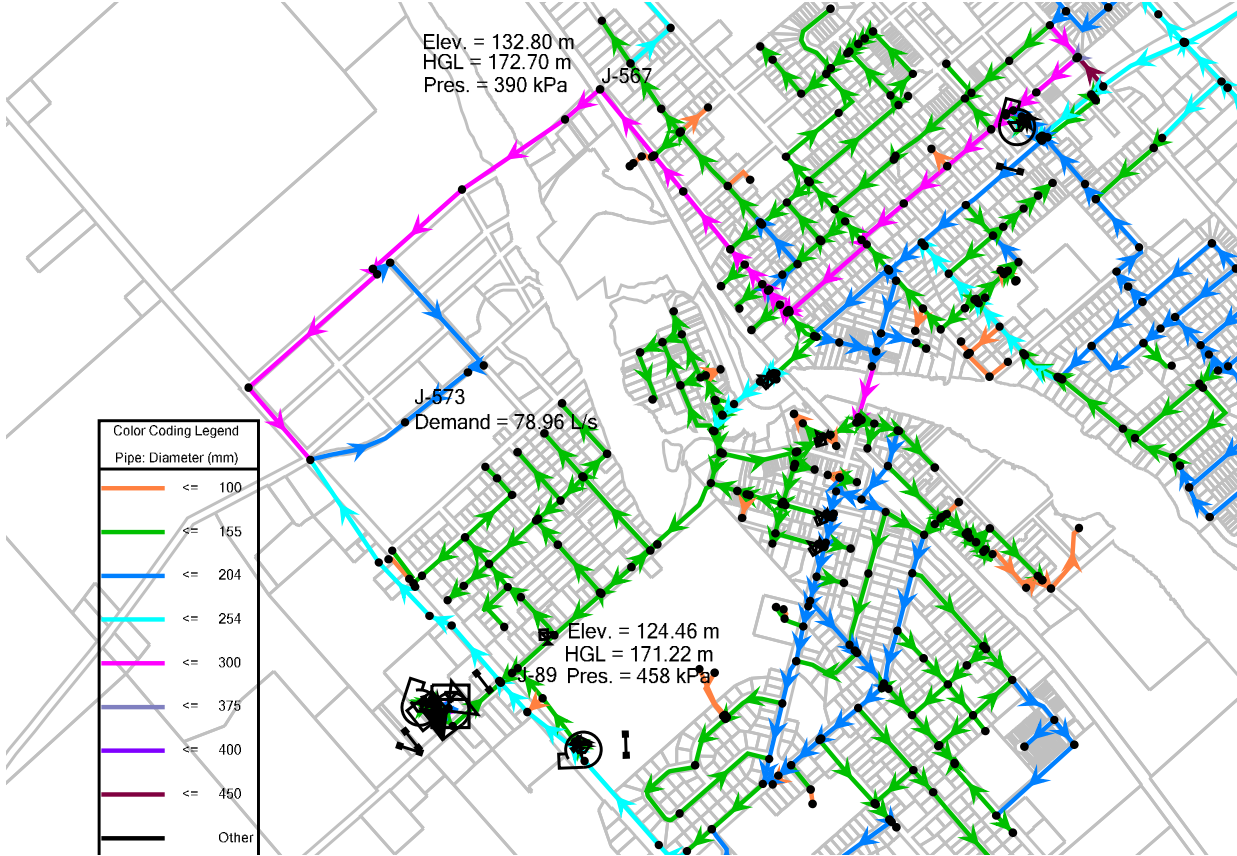 Elev. = 132.80 m
HGL = 172.70 m
Pres. = 390 kPa
J-567
J-573
Demand = 78.96 L/s
Color Coding Legend
Pipe: Diameter (mm)
<= 100
<= 155
<= 204
<= 254
<= 300
<= 375
<= 400
<= 450
Other
Elev. = 124.46 m
HGL = 171.22 m
J-89
Pres. = 458 kPa